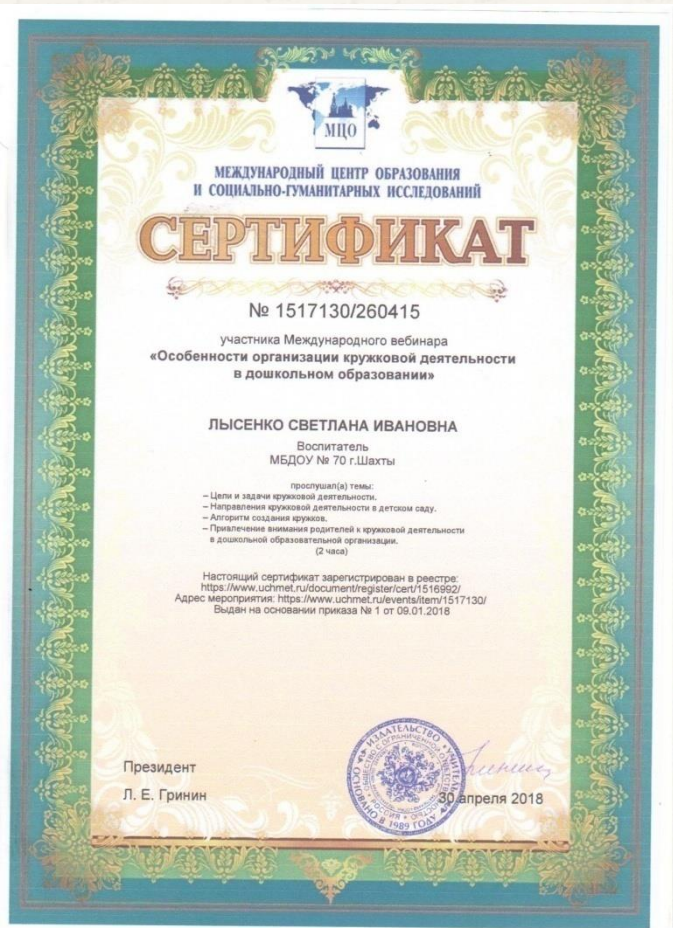 МЦО
МЕЖДУНАРОДНЫЙ ЦЕНТР ОБРАЗОВАНИЯ
И СОЦИАЛЬНО-ГУМАНИТАРНЫХ ИССЛЕДОВАНИЙ
СЕРТИФИКАТ
№ 1517130/260415
участника Международного вебинара
«Особенности организации кружковой деятельности
в дошкольном образовании»
ЛЫСЕНКО СВЕТЛАНА ИВАНОВНА
Воспитатель
МБДОУ № 70 г.Шахты
прослушал(а) темы:
– Цели и задачи кружковой деятельности.
– Направления кружковой деятельности в детском саду.
– Алгоритм создания кружков.
– Привлечение внимания родителей к кружковой деятельности
в дошкольной образовательной организации.
(2 часа)
Настоящий сертификат зарегистрирован в реестре:
https://www.uchmet.ru/document/register/cert/1516992/
Адрес мероприятия: https://www.uchmet.ru/events/item/1517130/
Выдан на основании приказа № 1 от 09.01.2018
Президент
Л. Е. Гринин
ИЗДАТЕЛЬСТВО «УЧИТЕЛЬ»
ОСНОВАНО В 1989 ГОДУ
30 апреля 2018